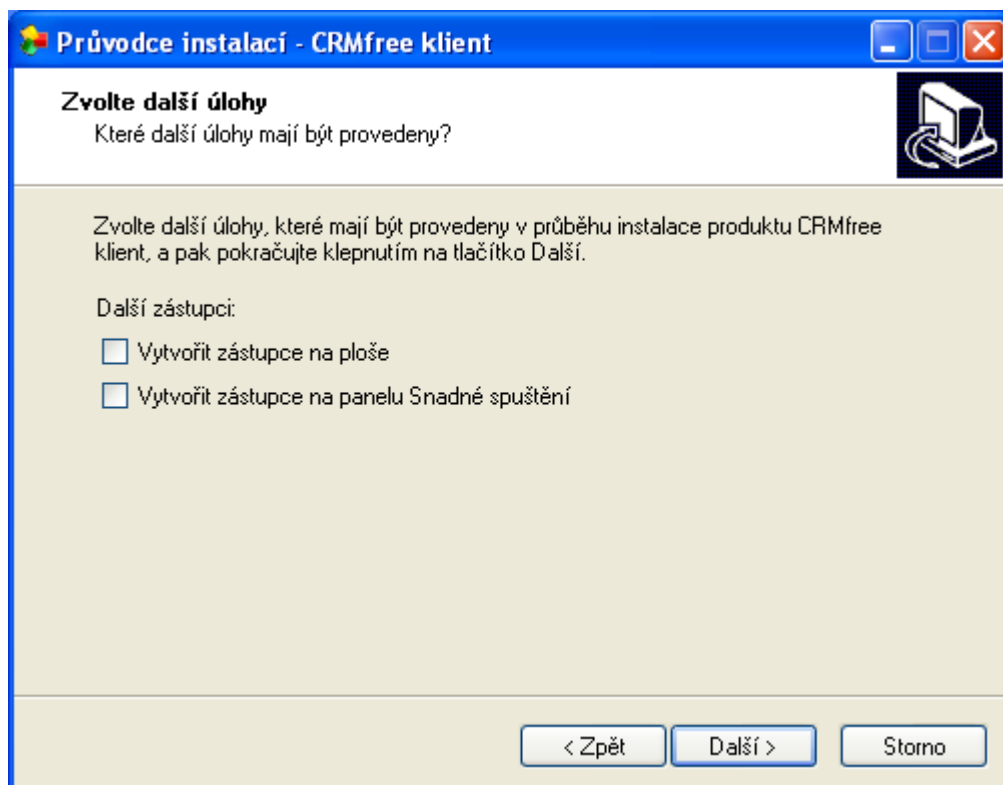 Průvodce instalací - CRMfree klient
Zvolte další úlohy
Které další úlohy mají být provedeny?
Zvolte další úlohy, které mají být provedeny v průběhu instalace produktu CRMfree
klient, a pak pokračujte klepnutím na tlačítko Další.
Další zástupci:
Vytvořit zástupce na ploše
Vytvořit zástupce na panelu Snadné spuštění
< Zpět
Další >
Storno